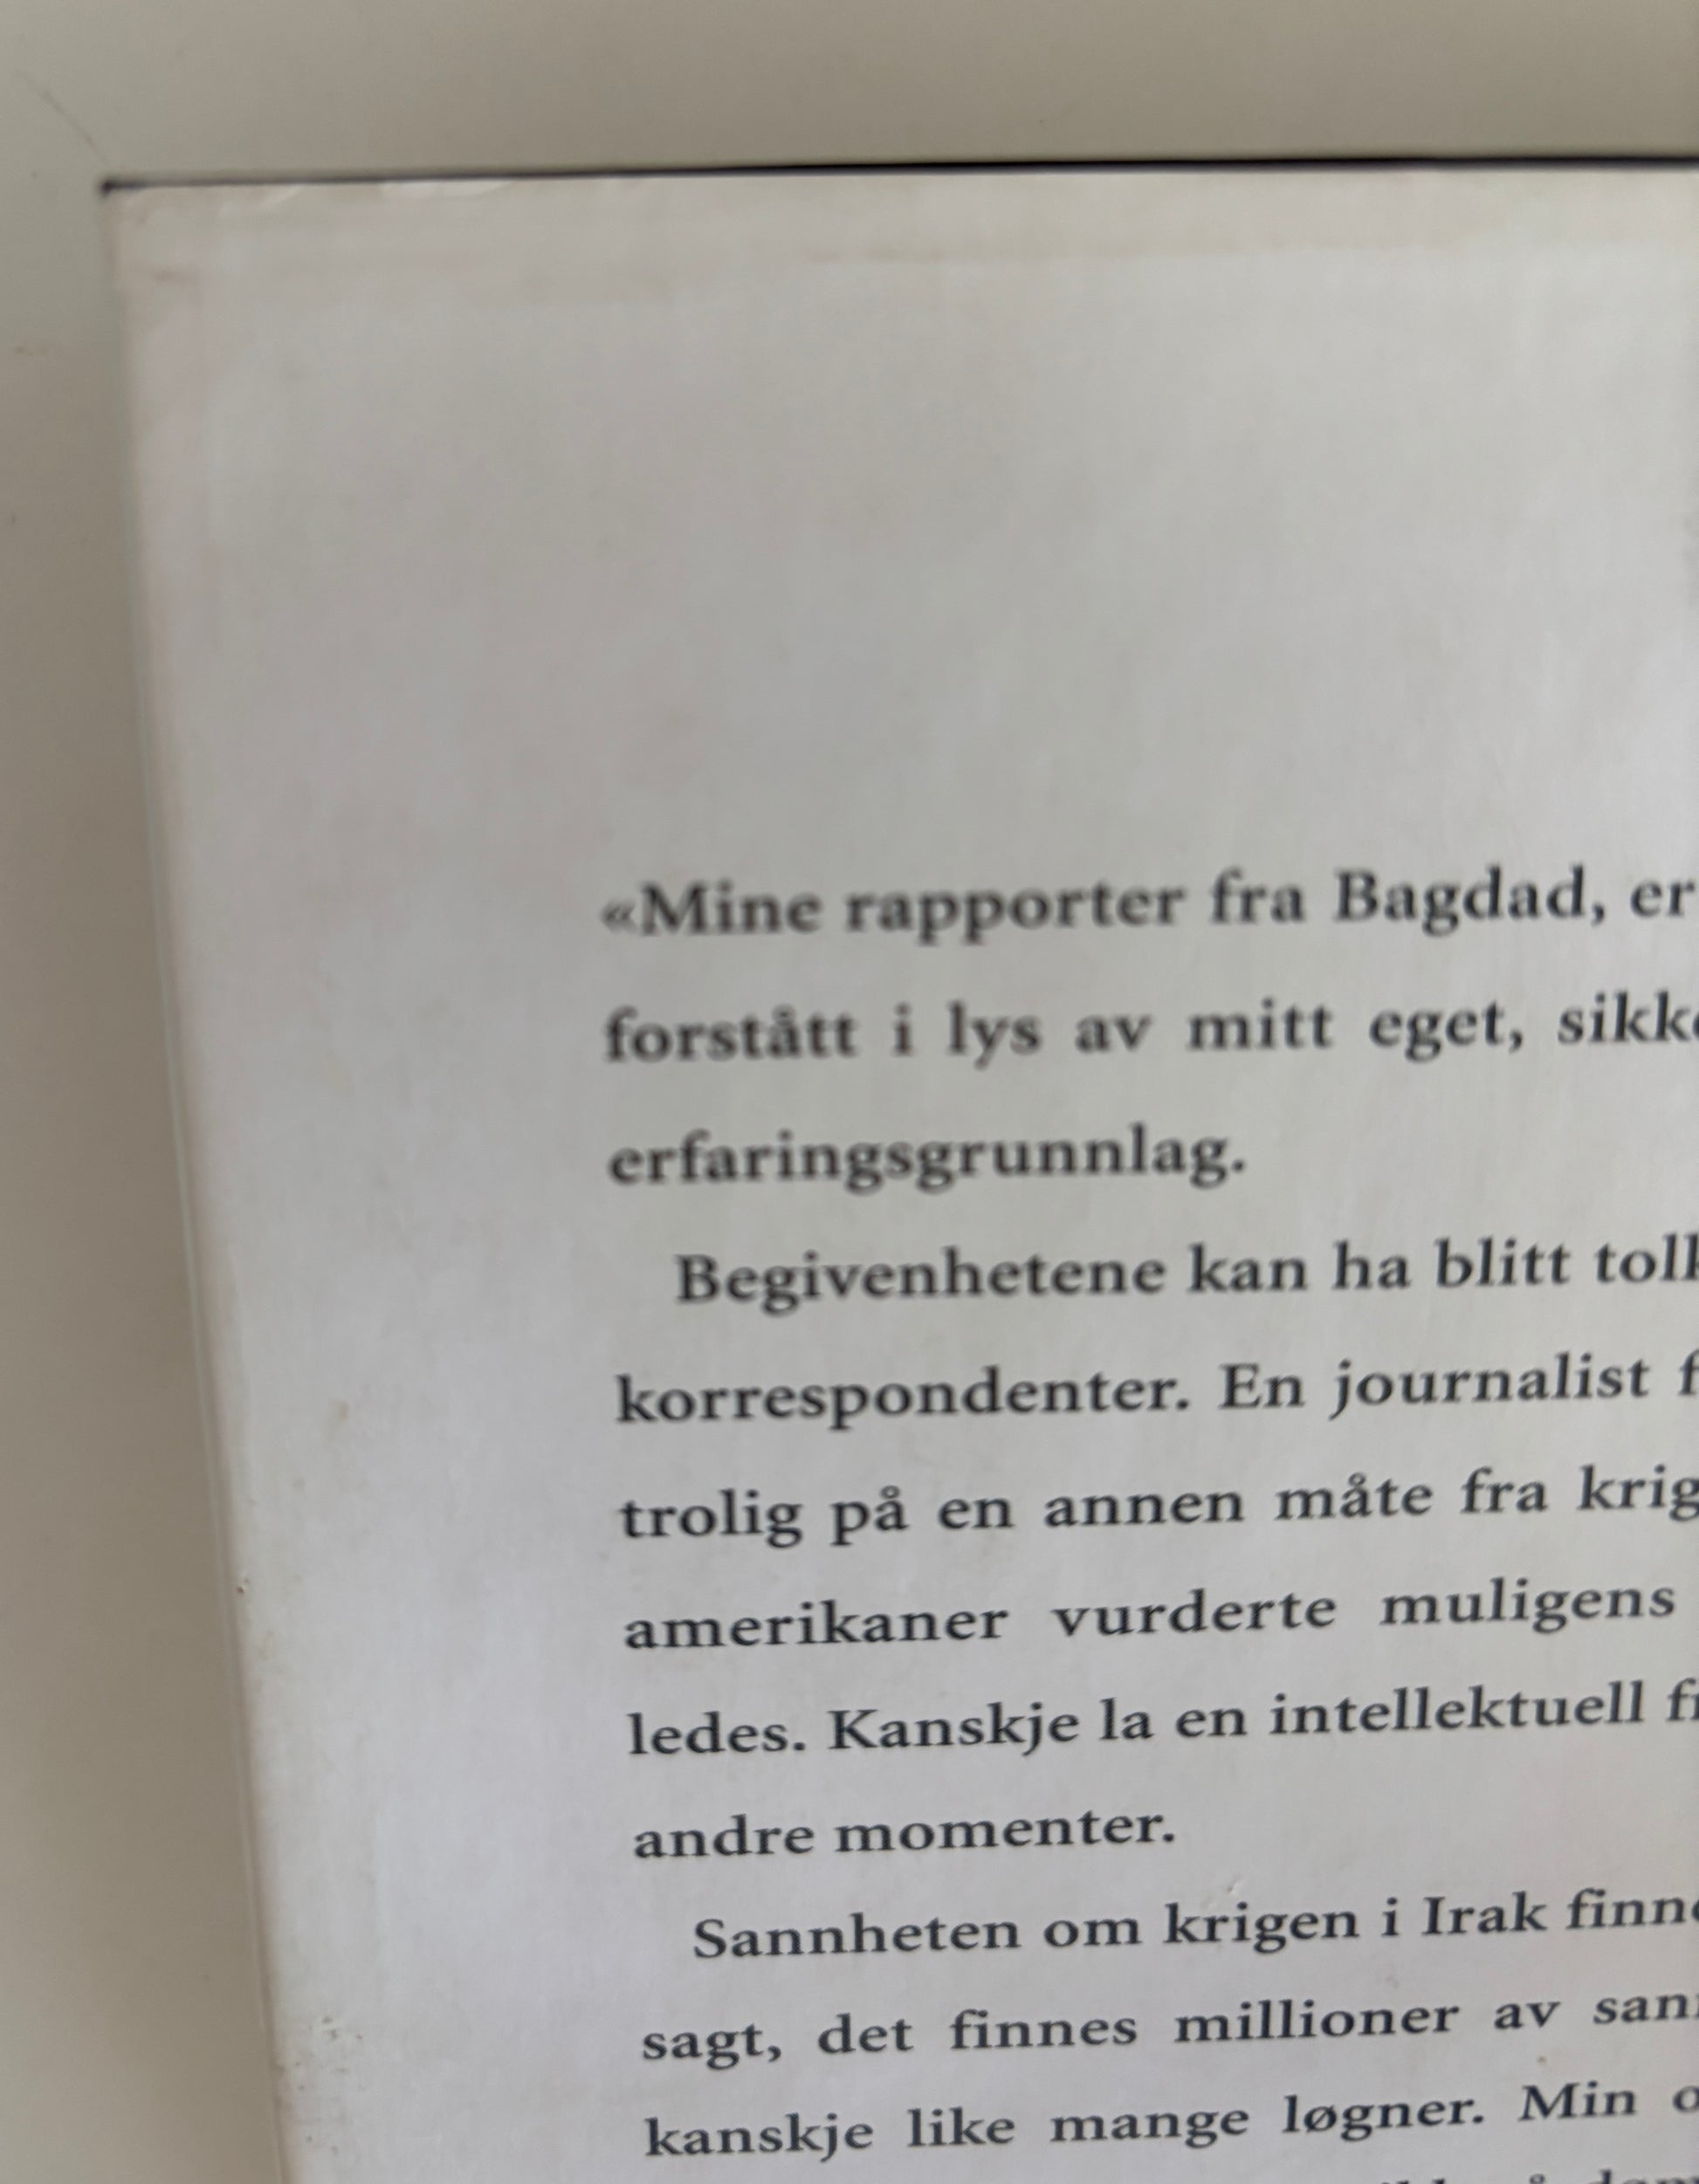 «Mine rapporter fra Bagdad, er
forstått i lys av mitt eget,
erfaringsgrunnlag.
Begivenhetene kan ha blitt
korrespondenter. En journalist
trolig på en annen måte fra
amerikaner vurderte muligens
ledes. Kanskje la en intellektuell
andre momenter.
Sannheten om krigen i Irak
sagt, det finnes millioner av
kanskje like mange løgner. Min